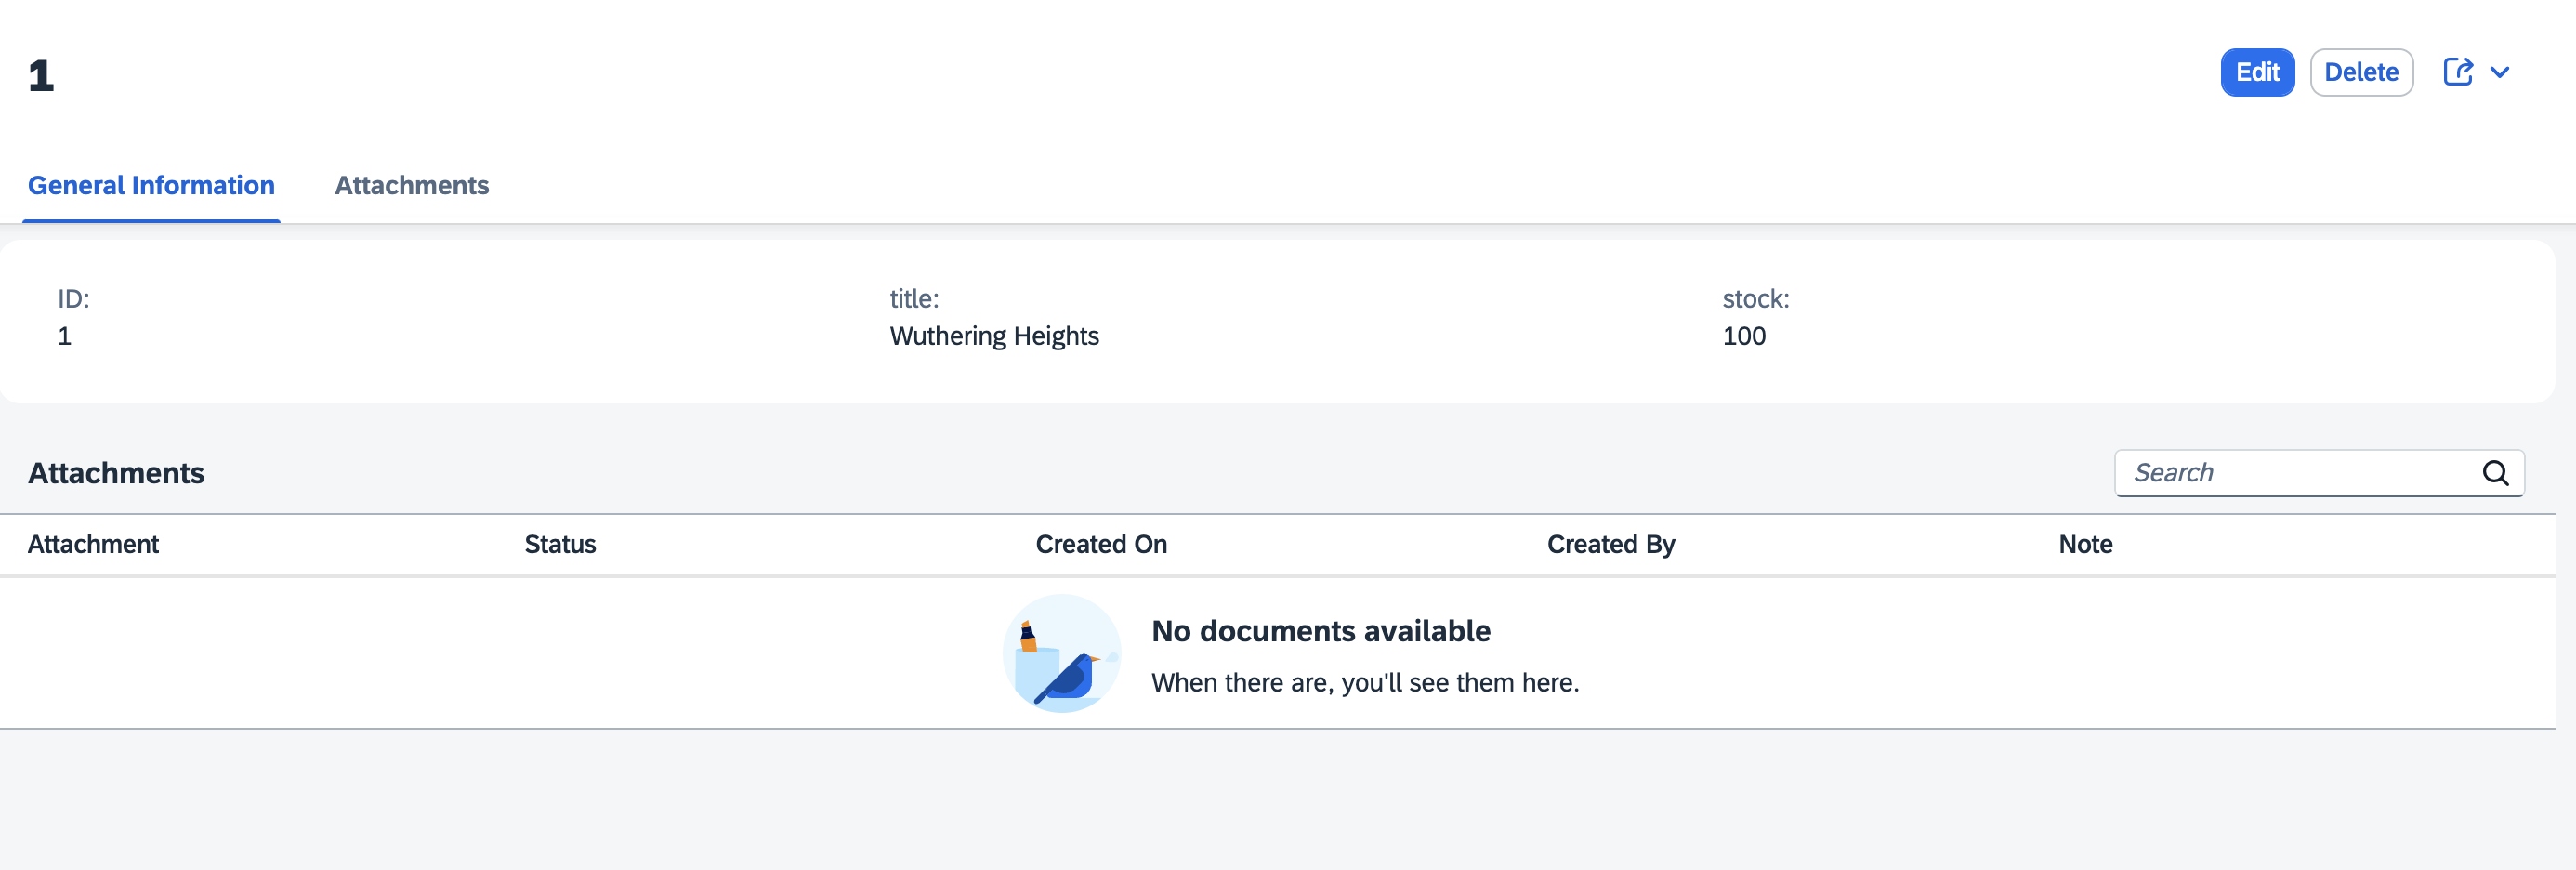 1
Edit Delete
General Information Attachments
ID: title: stock:
1 Wuthering Heights 100
Attachments Search
Attachment Status Created On Created By Note
No documents available
When there are, you'll see them here.